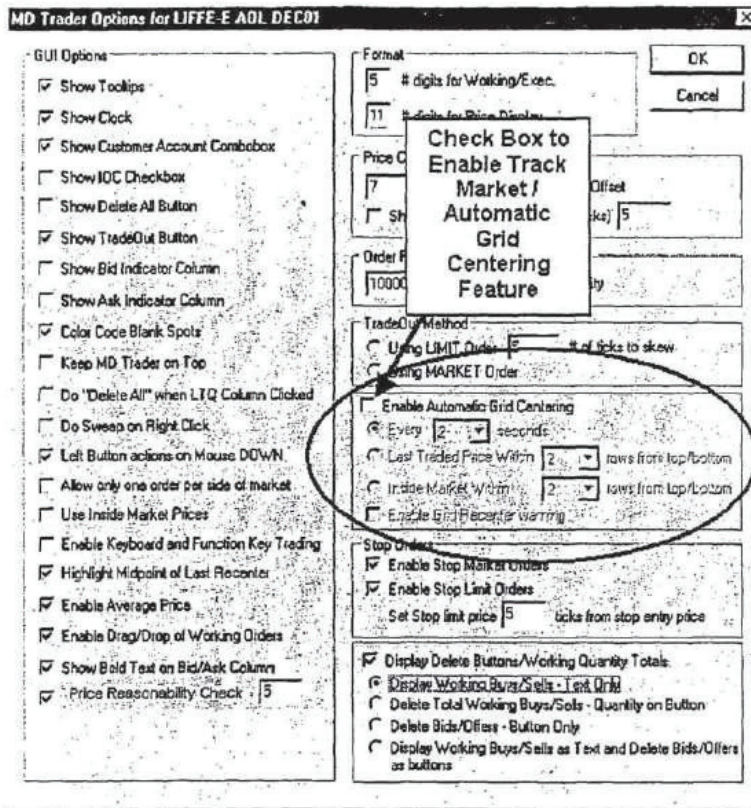 MD Trader Options for LIFFE-E AOL DEC01
GUI Options
Show Tooltips
Show Clock
Show Customer Account Combobox
Show IOC Checkbox
Show Delete All Button
Show TradeOut Button
Show Bid Indicator Column
Show Ask Indicator Column
Color Code Blank Spots
Keep MD Trader on Top
Do "Delete All" when LTQ Column Clicked
Do Sweep on Right Click
Left Button actions on Mouse DOWN
Allow only one order per side of market
Use Inside Market Prices
Enable Keyboard and Function Key Trading
Highlight Midpoint of Last Recenter
Enable Average Price
Enable Drag/Drop of Working Orders
Show Bold Text on Bid/Ask Column
Price Reasonability Check 5
Format
5 # digits for Working/Exec.
11 # digits for Price Display
OK
Cancel
Check Box to
Enable Track
Market /
Automatic
Grid
Centering
Feature
Price
7 Offset
5
Order
TradeOut Method
Using LIMIT Order # of ticks to skew
Using MARKET Order
Enable Automatic Grid Centering
Every 2 seconds
Last Traded Price Within 2 rows from top/bottom
Inside Market Within 2 rows from top/bottom
Enable Grid Recenter warning
Stop Orders
Enable Stop Market Orders
Enable Stop Limit Orders
Set Stop limit price 5 ticks from stop entry price
Display Delete Buttons/Working Quantity Totals
Display Working Buys/Sells - Text Only
Delete Total Working Buys/Sells - Quantity on Button
Delete Bids/Offers - Button Only
Display Working Buys/Sells as Text and Delete Bids/Offers
as buttons